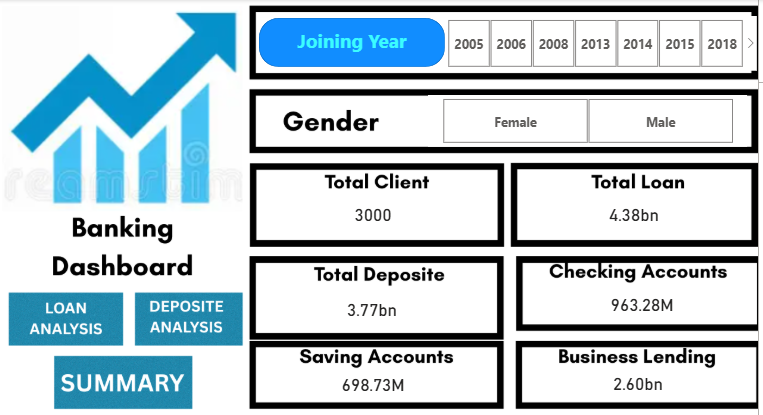 Joining Year
2005 2006 2008 2013 2014 2015 2018
Gender
Female Male
Banking
Dashboard
LOAN
ANALYSIS
DEPOSITE
ANALYSIS
SUMMARY
Total Client
3000
Total Loan
4.38bn
Total Deposite
3.77bn
Checking Accounts
963.28M
Saving Accounts
698.73M
Business Lending
2.60bn